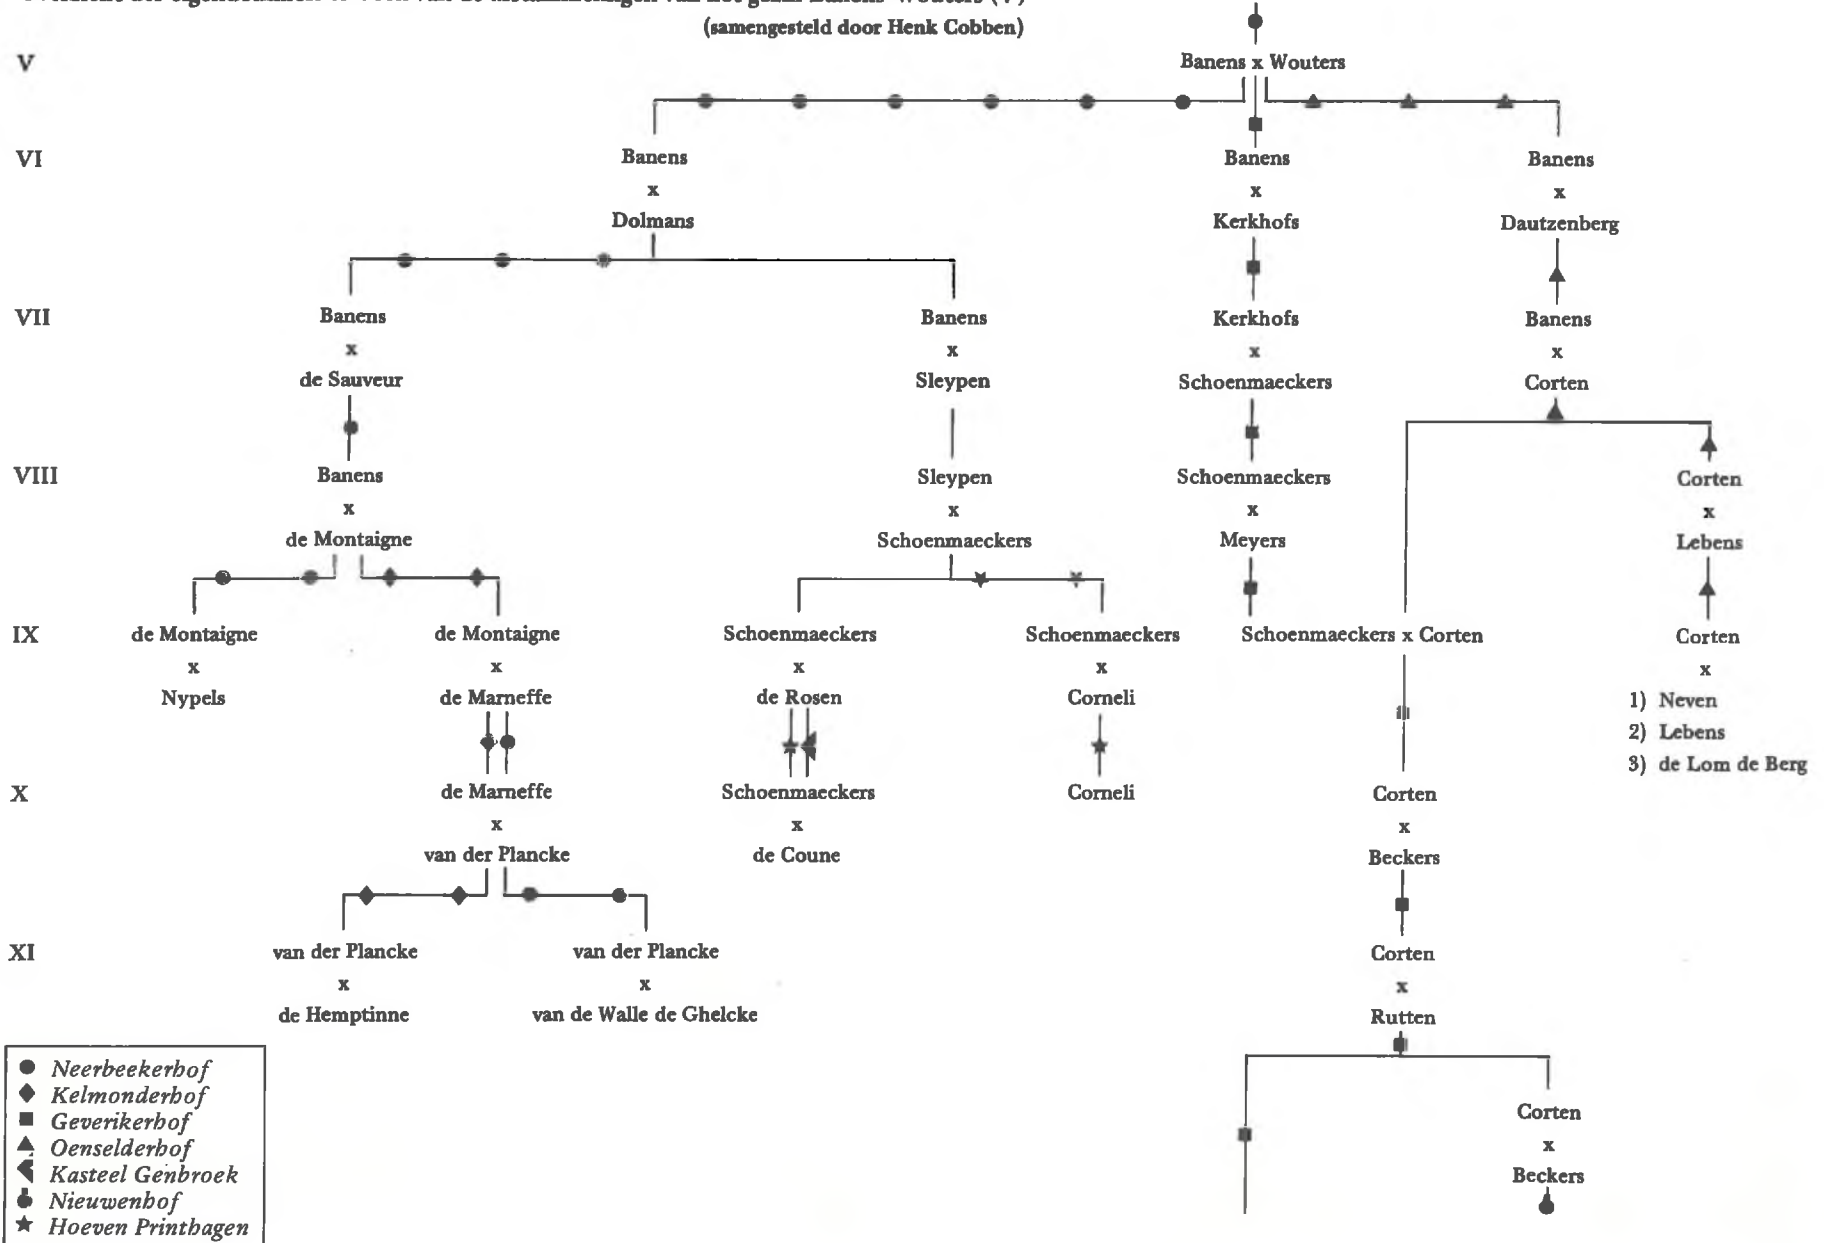 (samengesteld door Henk Cobben)
V
Banens x Wouters
VI
Banens
x
Dolmans
Banens
x
Kerkhofs
Banens
x
Dautzenberg
VII
Banens
x
de Sauveur
Banens
x
Sleypen
Kerkhofs
x
Schoenmaeckers
Banens
x
Corten
VIII
Banens
x
de Montaigne
Sleypen
x
Schoenmaeckers
Schoenmaeckers
x
Meyers
Corten
x
Lebens
IX
de Montaigne
x
Nypels
de Montaigne
x
de Marneffe
Schoenmaeckers
x
de Rosen
Schoenmaeckers
x
Corneli
Schoenmaeckers x Corten
Corten
x
1) Neven
2) Lebens
3) de Lom de Berg
X
de Marneffe
x
van der Plancke
Schoenmaeckers
x
de Coune
Corneli
Corten
x
Beckers
XI
van der Plancke
x
de Hemptinne
van der Plancke
x
van de Walle de Ghelcke
Corten
x
Rutten
Corten
x
Beckers
Neerbeekerhof
Kelmonderhof
Geverikerhof
Oenselderhof
Kasteel Genbroek
Nieuwenhof
Hoeven Printhagen